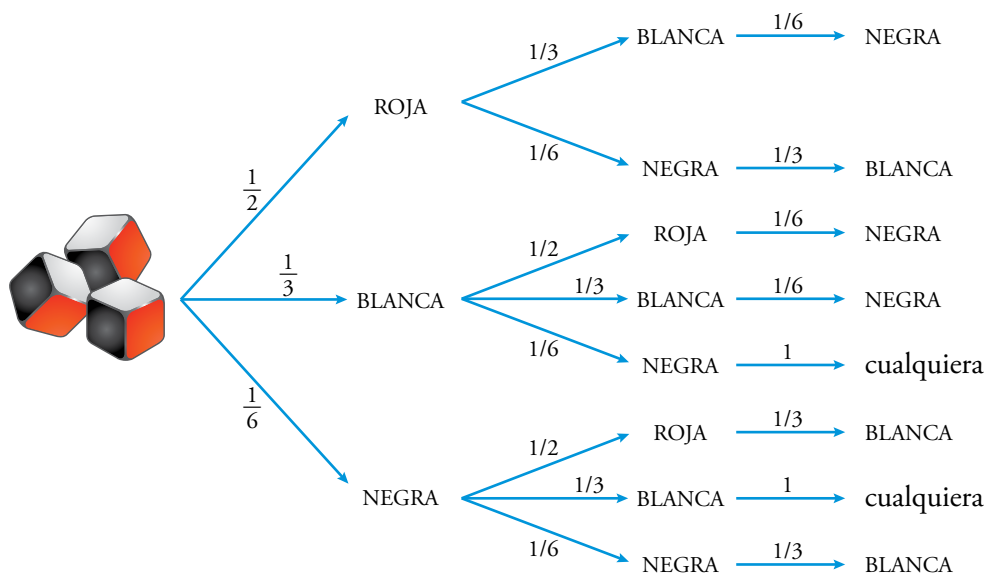 1/2
ROJA
1/3
BLANCA
1/6
NEGRA
1/6
NEGRA
1/3
BLANCA
1/3
BLANCA
1/2
ROJA
1/6
NEGRA
1/3
BLANCA
1/6
NEGRA
1/6
NEGRA
1
cualquiera
1/6
NEGRA
1/2
ROJA
1/3
BLANCA
1/3
BLANCA
1
cualquiera
1/6
NEGRA
1/3
BLANCA